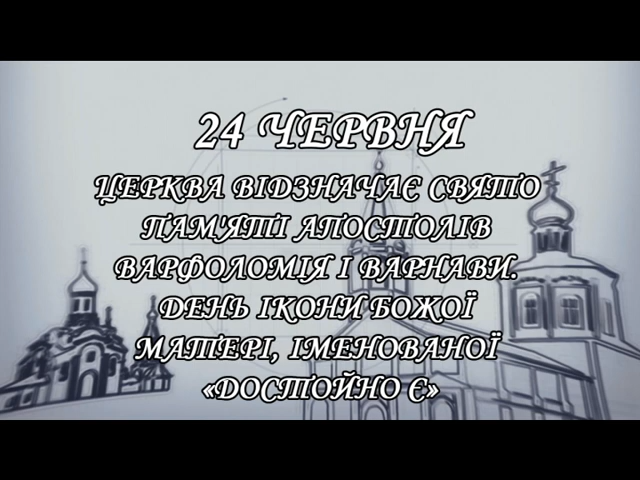 24 ЧЕРВНЯ
ЦЕРКВА ВІДЗНАЧАЄ СВЯТО
ПАМ'ЯТІ АПОСТОЛІВ
ВАРФОЛОМІЯ І ВАРНАВИ.
ДЕНЬ ІКОНИ БОЖОЇ
МАТЕРІ, ІМЕНОВАНОЇ
«ДОСТОЙНО Є»